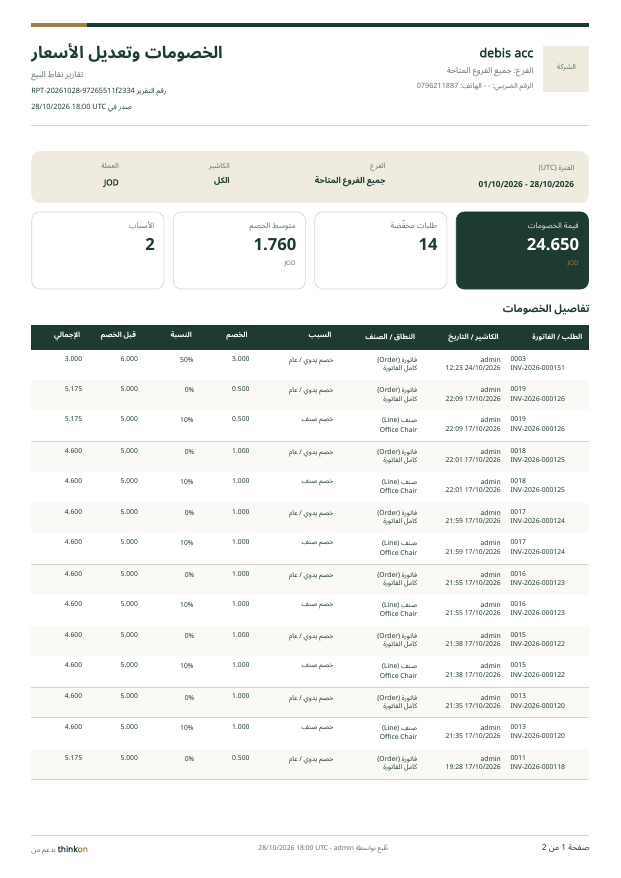 الشركة
debis acc
الفرع: جميع الفروع المتاحة
الرقم الضريبي: - - الهاتف: 0796211887
الخصومات وتعديل الأسعار
تقارير نقاط البيع
رقم التقرير RPT-20261028-97265511f2334
صدر في 28/10/2026 18:00 UTC
الفترة (UTC) الفرع الكاشير العملة
01/10/2026 - 28/10/2026 جميع الفروع المتاحة الكل JOD
قيمة الخصومات طلبات مخفّضة متوسط الخصم الأسباب
24.650 14 1.760 2
JOD JOD
تفاصيل الخصومات
الطلب / الفاتورة الكاشير / التاريخ النطاق / الصنف السبب الخصم النسبة قبل الخصم الإجمالي
0003 admin فاتورة (Order) خصم يدوي / عام 3.000 50% 6.000 3.000
INV-2026-000151 24/10/2026 12:23 كامل الفاتورة
0019 admin فاتورة (Order) خصم يدوي / عام 0.500 0% 5.000 5.175
INV-2026-000126 17/10/2026 22:09 كامل الفاتورة
0019 admin صنف (Line) خصم صنف 0.500 10% 5.000 5.175
INV-2026-000126 17/10/2026 22:09 Office Chair
0018 admin فاتورة (Order) خصم يدوي / عام 1.000 0% 5.000 4.600
INV-2026-000125 17/10/2026 22:01 كامل الفاتورة
0018 admin صنف (Line) خصم صنف 1.000 10% 5.000 4.600
INV-2026-000125 17/10/2026 22:01 Office Chair
0017 admin فاتورة (Order) خصم يدوي / عام 1.000 0% 5.000 4.600
INV-2026-000124 17/10/2026 21:59 كامل الفاتورة
0017 admin صنف (Line) خصم صنف 1.000 10% 5.000 4.600
INV-2026-000124 17/10/2026 21:59 Office Chair
0016 admin فاتورة (Order) خصم يدوي / عام 1.000 0% 5.000 4.600
INV-2026-000123 17/10/2026 21:55 كامل الفاتورة
0016 admin صنف (Line) خصم صنف 1.000 10% 5.000 4.600
INV-2026-000123 17/10/2026 21:55 Office Chair
0015 admin فاتورة (Order) خصم يدوي / عام 1.000 0% 5.000 4.600
INV-2026-000122 17/10/2026 21:38 كامل الفاتورة
0015 admin صنف (Line) خصم صنف 1.000 10% 5.000 4.600
INV-2026-000122 17/10/2026 21:38 Office Chair
0013 admin فاتورة (Order) خصم يدوي / عام 1.000 0% 5.000 4.600
INV-2026-000120 17/10/2026 21:35 كامل الفاتورة
0013 admin صنف (Line) خصم صنف 1.000 10% 5.000 4.600
INV-2026-000120 17/10/2026 21:35 Office Chair
0011 admin فاتورة (Order) خصم يدوي / عام 0.500 0% 5.000 5.175
INV-2026-000118 17/10/2026 19:28 كامل الفاتورة
صفحة 1 من 2 طُبع بواسطة admin - 28/10/2026 18:00 UTC بدعم من thinkon